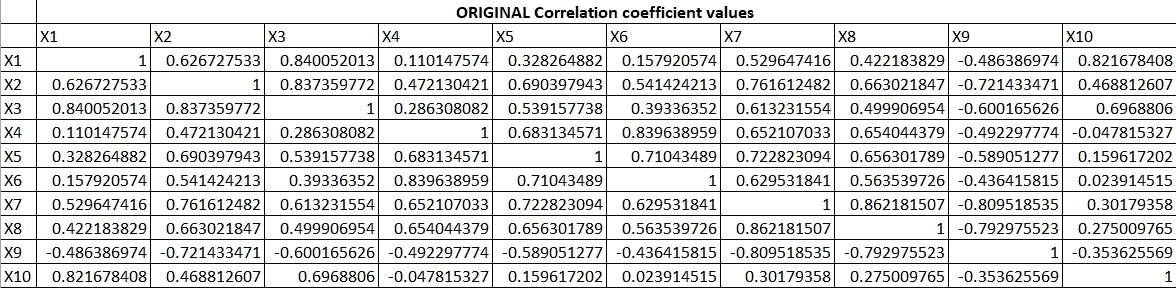 ORIGINAL Correlation coefficient values
X1 X2 X3 X4 X5 X6 X7 X8 X9 X10
X1 1 0.626727533 0.840052013 0.110147574 0.328264882 0.157920574 0.529647416 0.422183829 -0.486386974 0.821678408
X2 0.626727533 1 0.837359772 0.472130421 0.690397943 0.541424213 0.761612482 0.663021847 -0.721433471 0.468812607
X3 0.840052013 0.837359772 1 0.286308082 0.539157738 0.39336352 0.613231554 0.499906954 -0.600165626 0.6968806
X4 0.110147574 0.472130421 0.286308082 1 0.683134571 0.839638959 0.652107033 0.654044379 -0.492297774 -0.047815327
X5 0.328264882 0.690397943 0.539157738 0.683134571 1 0.71043489 0.722823094 0.656301789 -0.589051277 0.159617202
X6 0.157920574 0.541424213 0.39336352 0.839638959 0.71043489 1 0.629531841 0.563539726 -0.436415815 0.023914515
X7 0.529647416 0.761612482 0.613231554 0.652107033 0.722823094 0.629531841 1 0.862181507 -0.809518535 0.30179358
X8 0.422183829 0.663021847 0.499906954 0.654044379 0.656301789 0.563539726 0.862181507 1 -0.792975523 0.275009765
X9 -0.486386974 -0.721433471 -0.600165626 -0.492297774 -0.589051277 -0.436415815 -0.809518535 -0.792975523 1 -0.353625569
X10 0.821678408 0.468812607 0.6968806 -0.047815327 0.159617202 0.023914515 0.30179358 0.275009765 -0.353625569 1